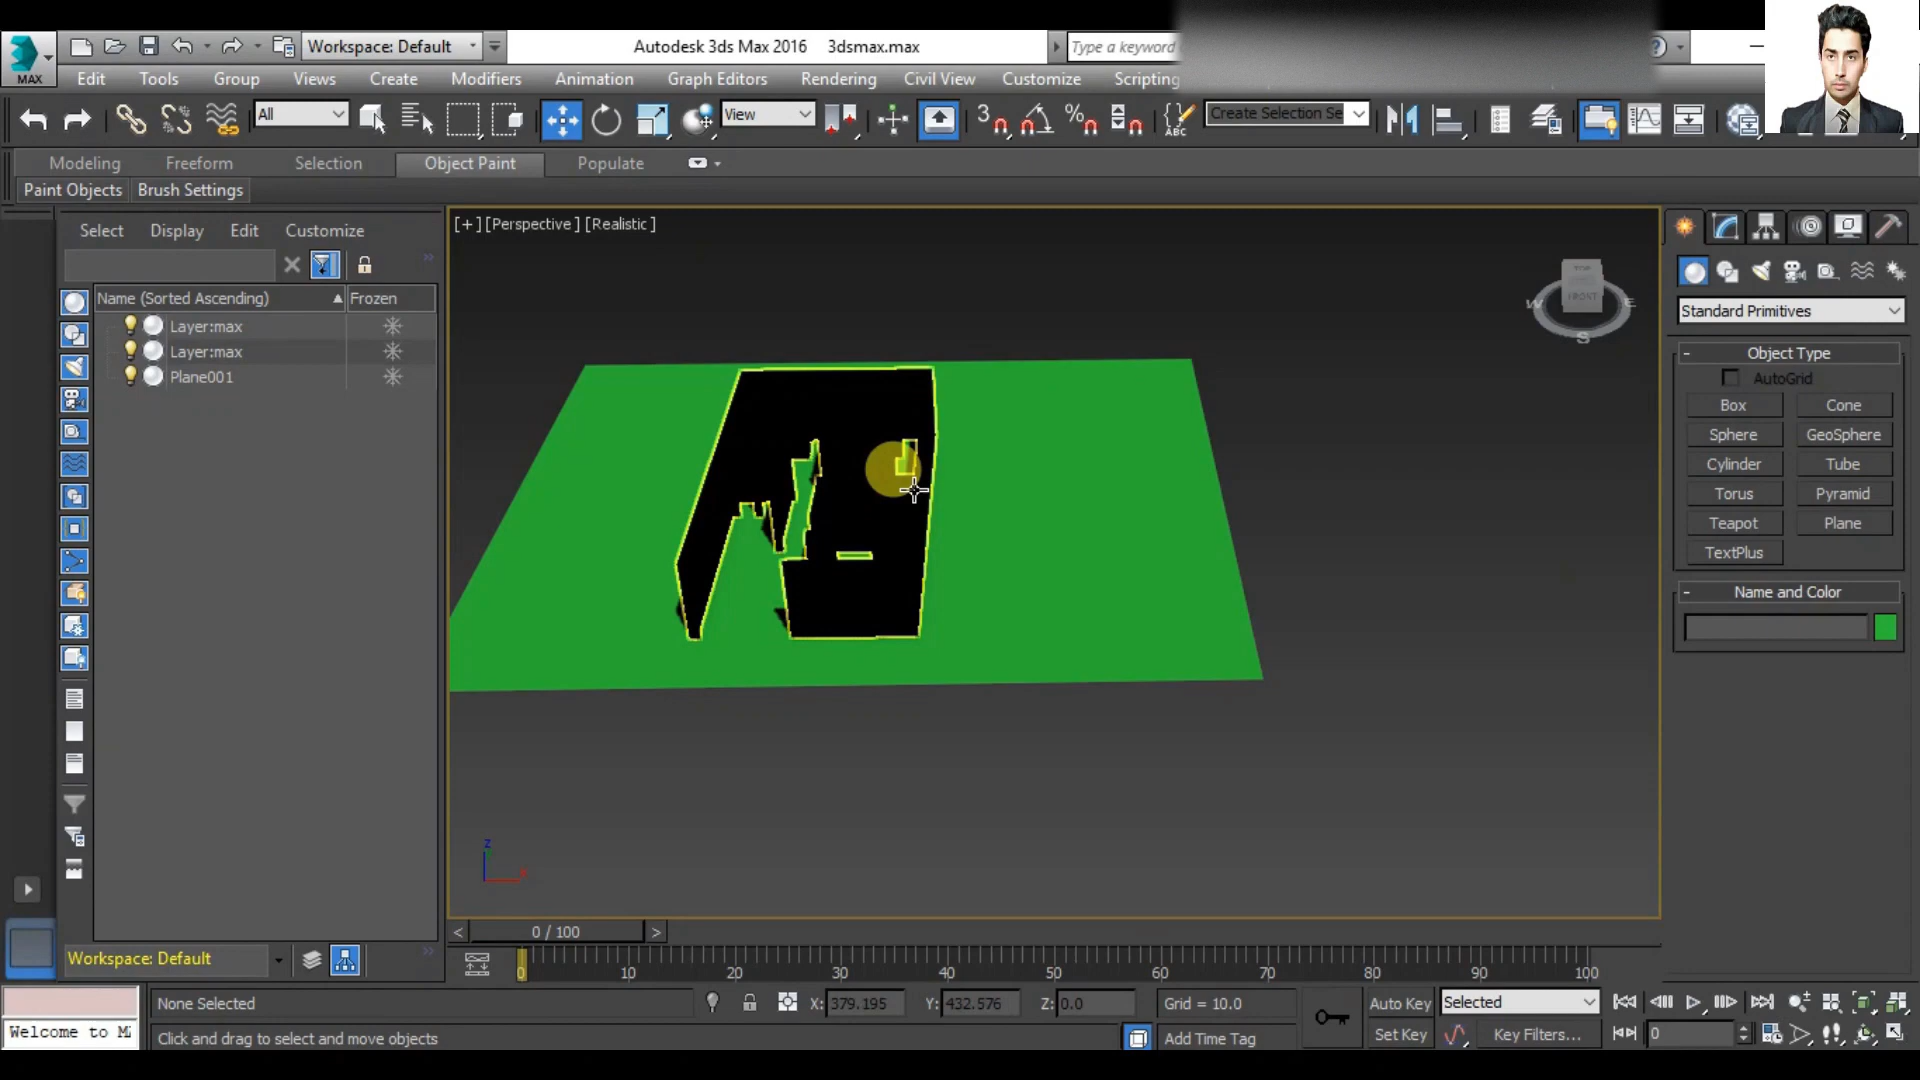 Workspace: Default
Autodesk 3ds Max 2016 3dsmax.max
Type a keyword
MAX
Edit Tools Group Views Create Modifiers Animation Graph Editors Rendering Civil View Customize Scripting
All
View
3
%
ABC
Create Selection Se
Modeling Freeform Selection Object Paint Populate
Paint Objects Brush Settings
Select Display Edit Customize
[+] [Perspective] [Realistic]
TOP
FRONT
W E
S
Standard Primitives
Name (Sorted Ascending) Frozen
Layer:max
Layer:max
Plane001
- Object Type
AutoGrid
Box Cone
Sphere GeoSphere
Cylinder Tube
Torus Pyramid
Teapot Plane
TextPlus
- Name and Color
z
< 0 / 100 >
Workspace: Default
0 10 20 30 40 50 60 70 80 90 100
None Selected X: 379.195 Y: 432.576 Z: 0.0 Grid = 10.0 Auto Key Selected
Welcome to M
Click and drag to select and move objects Add Time Tag Set Key Key Filters... 0